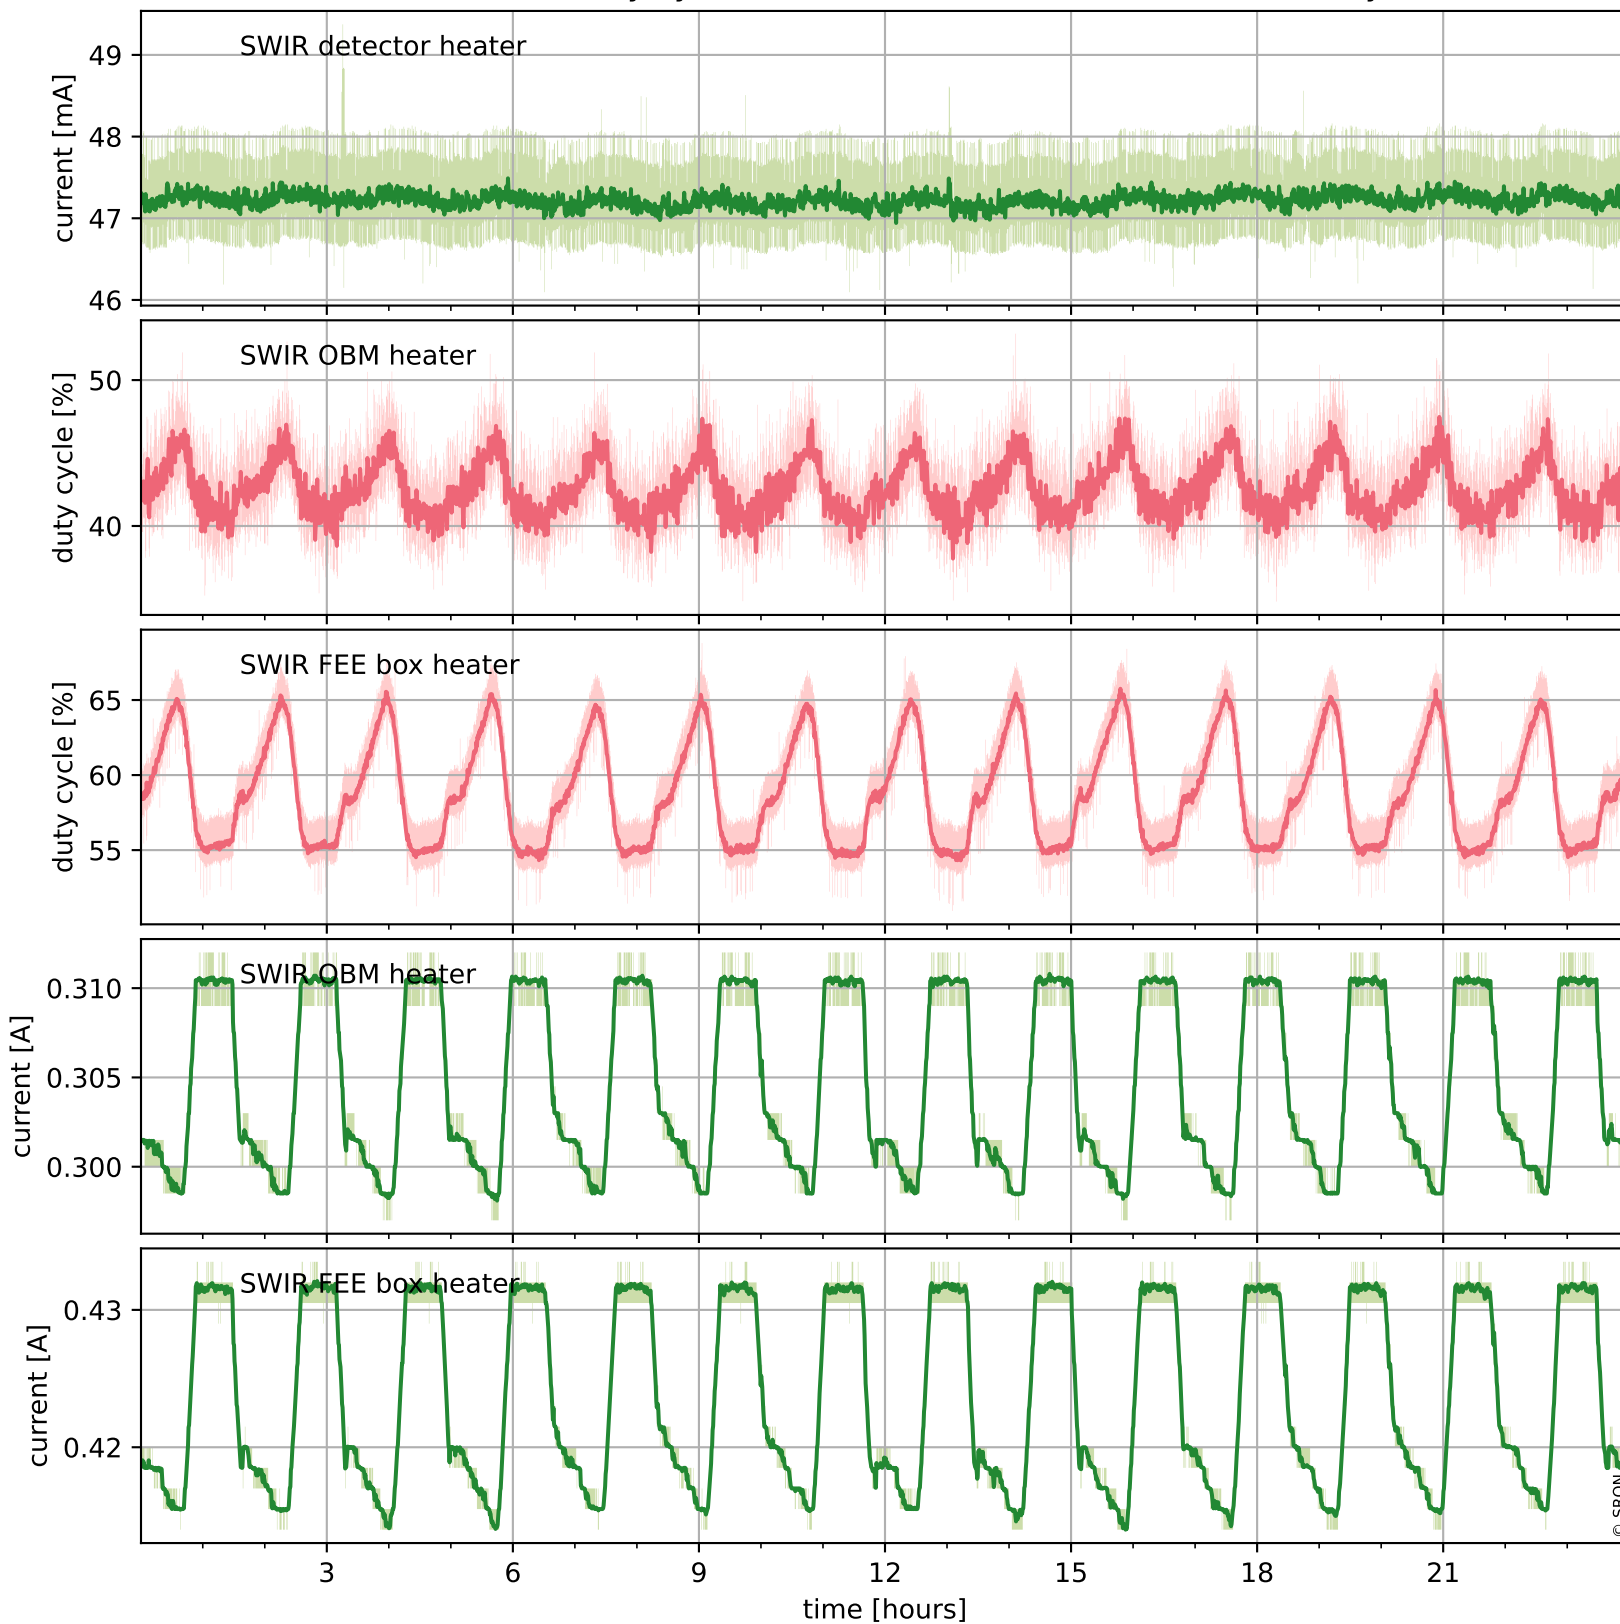 SWIR detector heater
current [mA]
49
48
47
46
SWIR OBM heater
duty cycle [%]
50
40
SWIR FEE box heater
duty cycle [%]
65
60
55
SWIR OBM heater
current [A]
0.310
0.305
0.300
SWIR FEE box heater
current [A]
0.43
0.42
3 6 9 12 15 18 21
time [hours]
© SRON